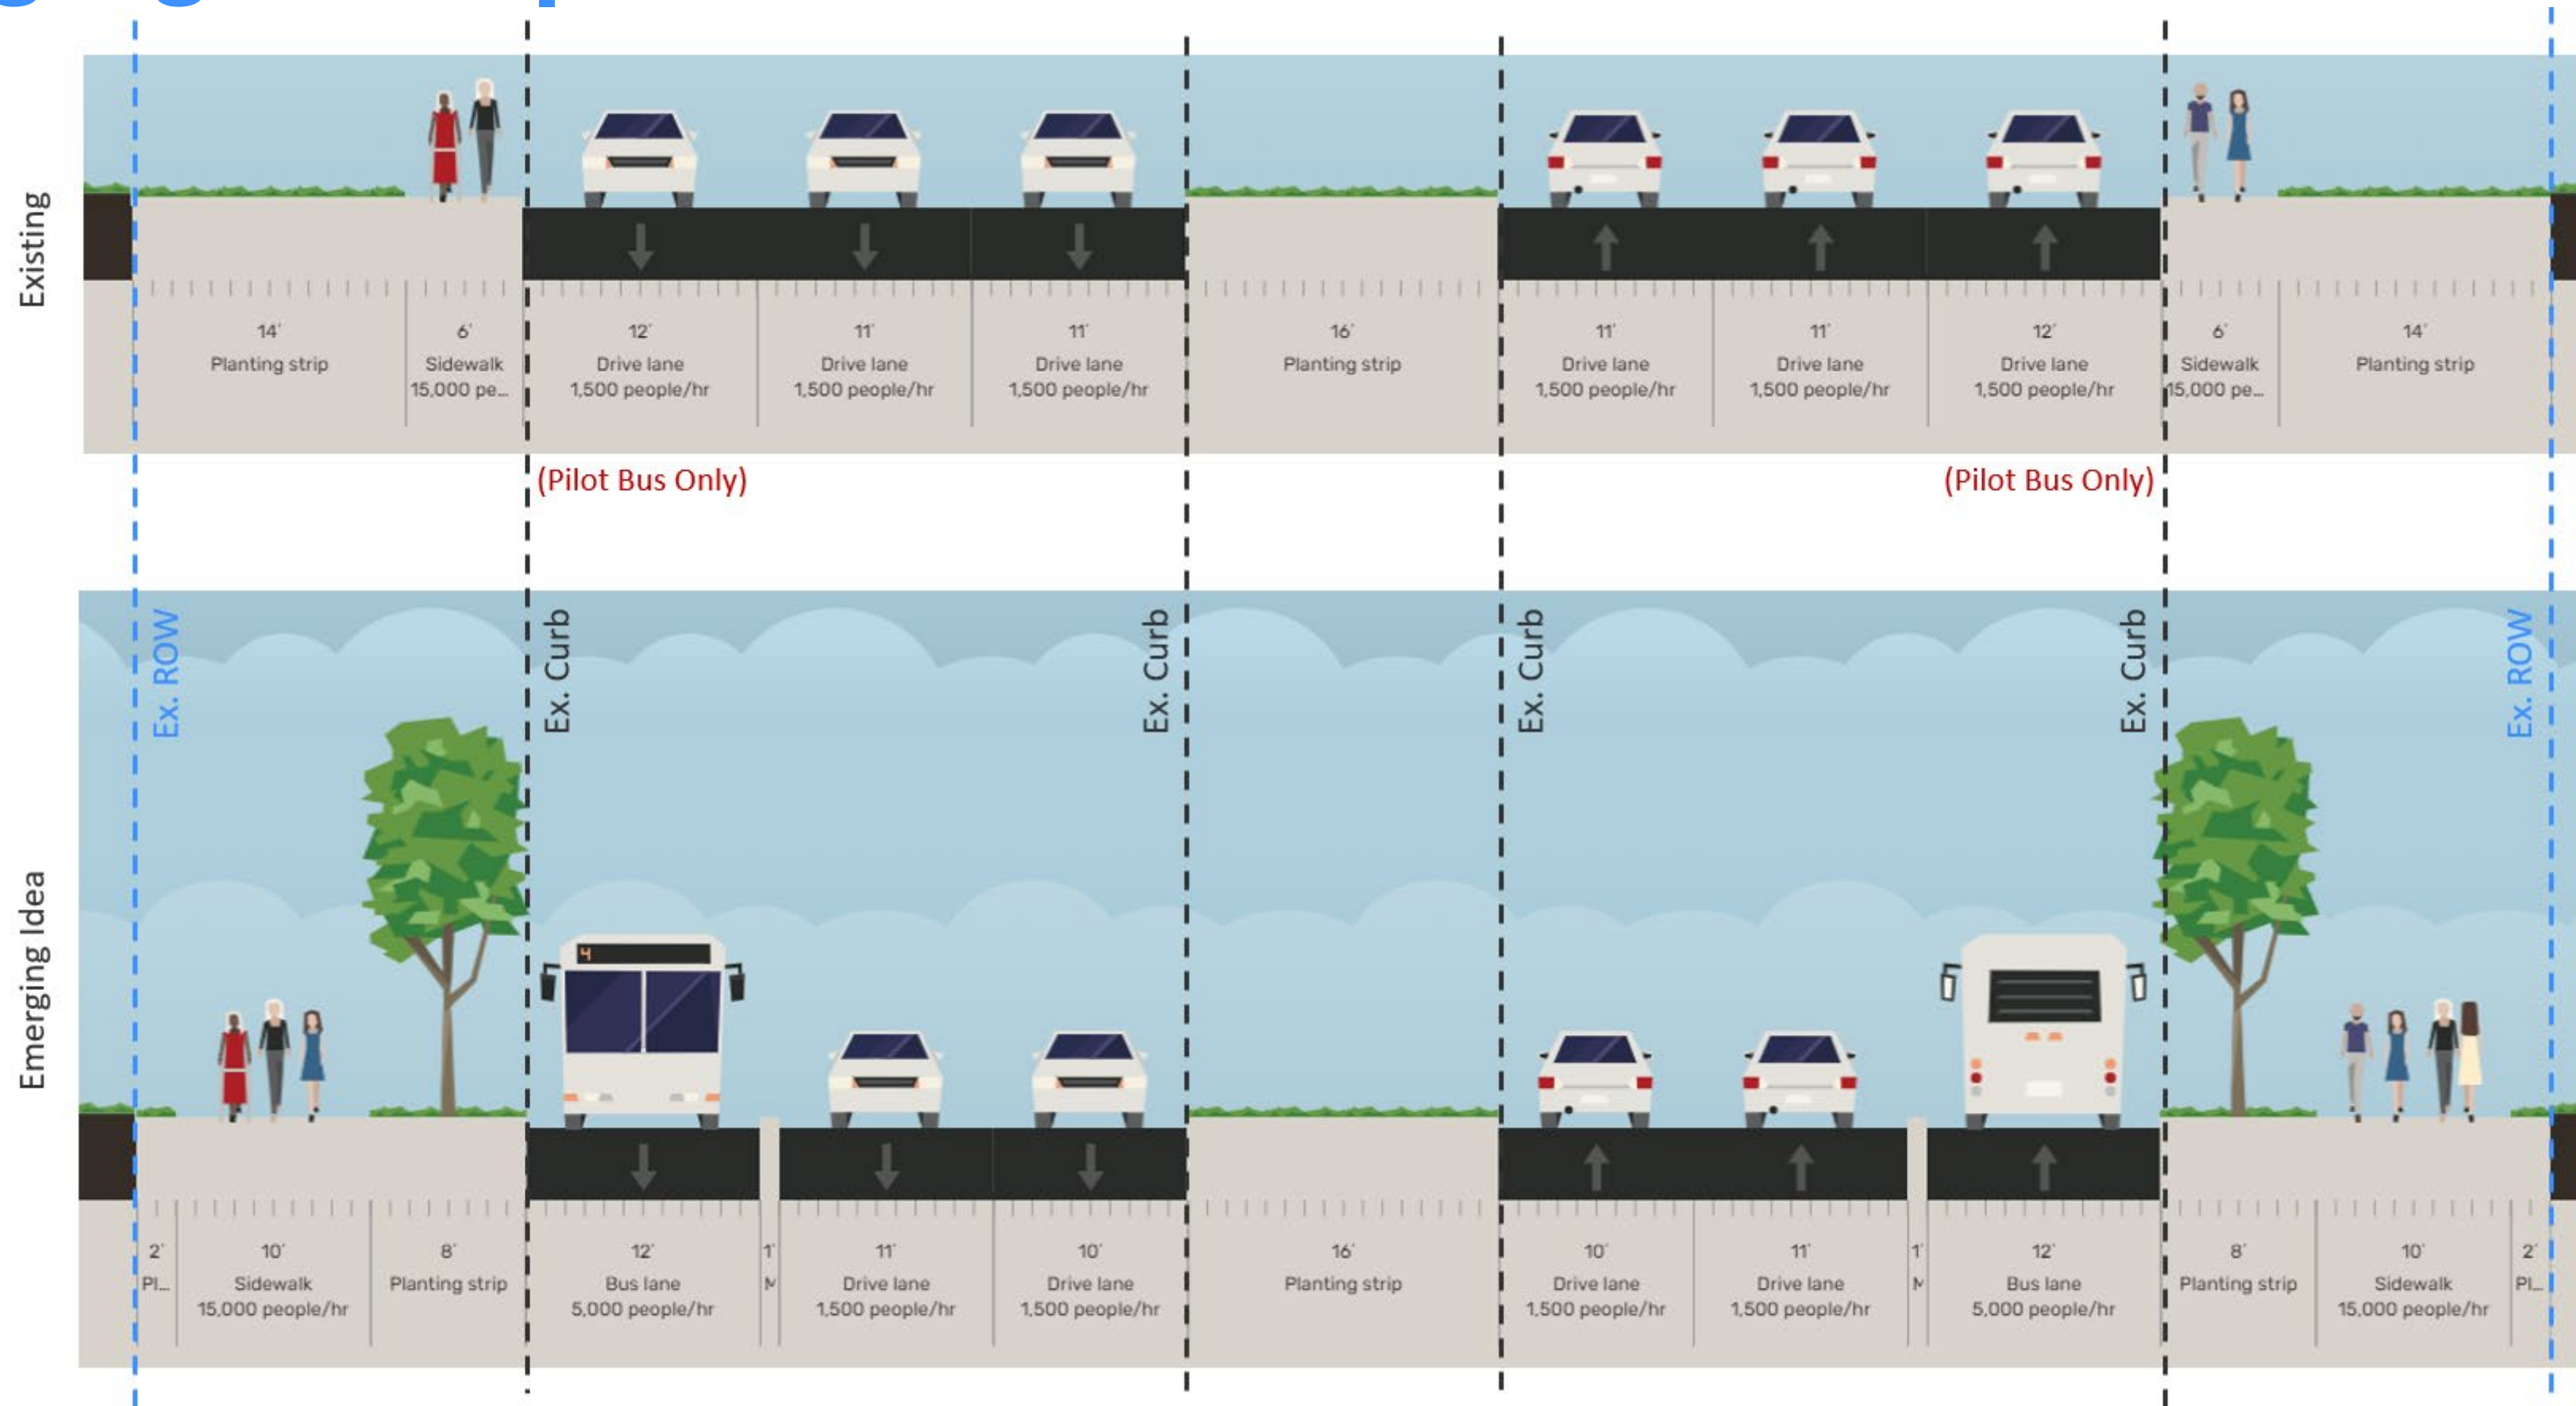 Existing
14'
Planting strip
6'
Sidewalk
15,000 pe...
12'
Drive lane
1,500 people/hr
11'
Drive lane
1,500 people/hr
11'
Drive lane
1,500 people/hr
16'
Planting strip
11'
Drive lane
1,500 people/hr
11'
Drive lane
1,500 people/hr
12'
Drive lane
1,500 people/hr
6'
Sidewalk
15,000 pe...
14'
Planting strip
(Pilot Bus Only)
(Pilot Bus Only)
Emerging Idea
Ex. ROW
Ex. Curb
Ex. Curb
Ex. Curb
Ex. Curb
Ex. ROW
4
2'
Pl...
10'
Sidewalk
15,000 people/hr
8'
Planting strip
12'
Bus lane
5,000 people/hr
1'
M
11'
Drive lane
1,500 people/hr
10'
Drive lane
1,500 people/hr
16'
Planting strip
10'
Drive lane
1,500 people/hr
11'
Drive lane
1,500 people/hr
1'
M
12'
Bus lane
5,000 people/hr
8'
Planting strip
10'
Sidewalk
15,000 people/hr
2'
Pl...